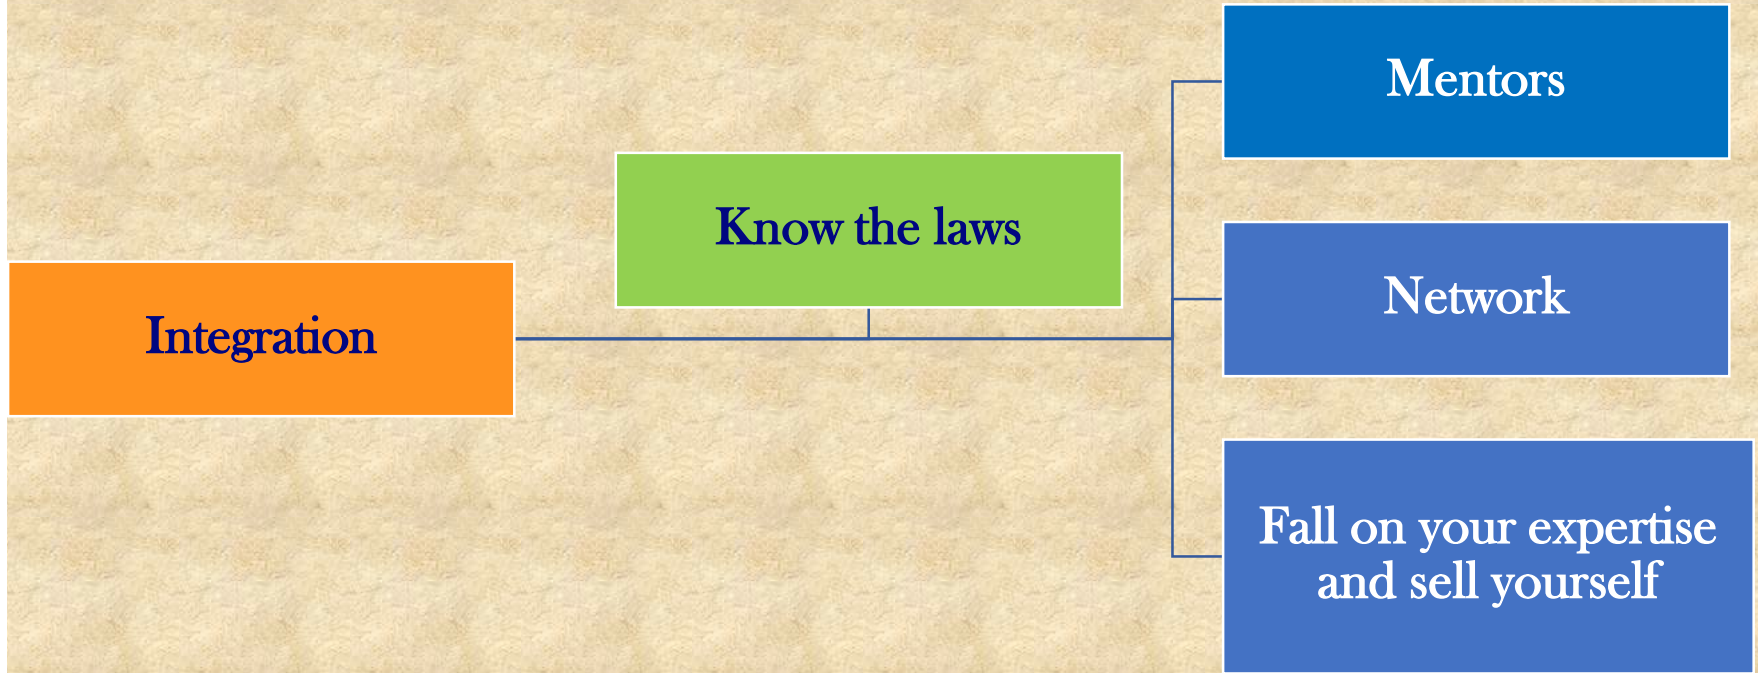 Integration
Know the laws
Mentors
Network
Fall on your expertise
and sell yourself